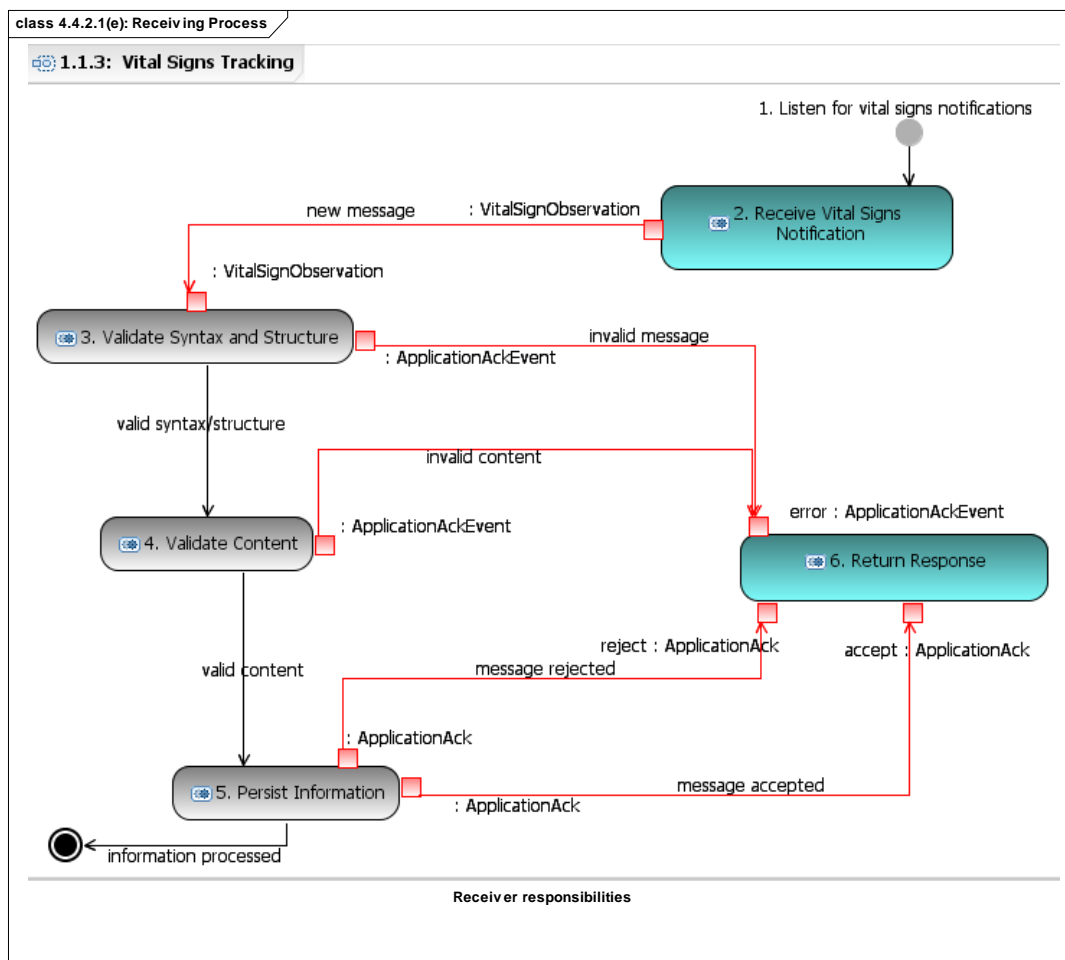 class 4.4.2.1(e): Receiving Process
1.1.3: Vital Signs Tracking
1. Listen for vital signs notifications
2. Receive Vital Signs
Notification
new message
: VitalSignObservation
: VitalSignObservation
3. Validate Syntax and Structure
invalid message
: ApplicationAckEvent
valid syntax/structure
invalid content
: ApplicationAckEvent
error : ApplicationAckEvent
4. Validate Content
6. Return Response
reject : ApplicationAck
accept : ApplicationAck
valid content
message rejected
: ApplicationAck
5. Persist Information
message accepted
: ApplicationAck
information processed
Receiver responsibilities